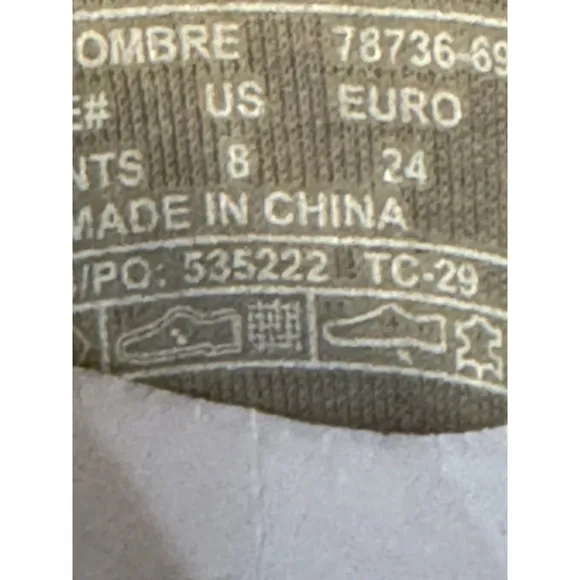 OMBRE 78736-69
E# US EURO
NTS 8 24
MADE IN CHINA
/PO: 535222 TC-29